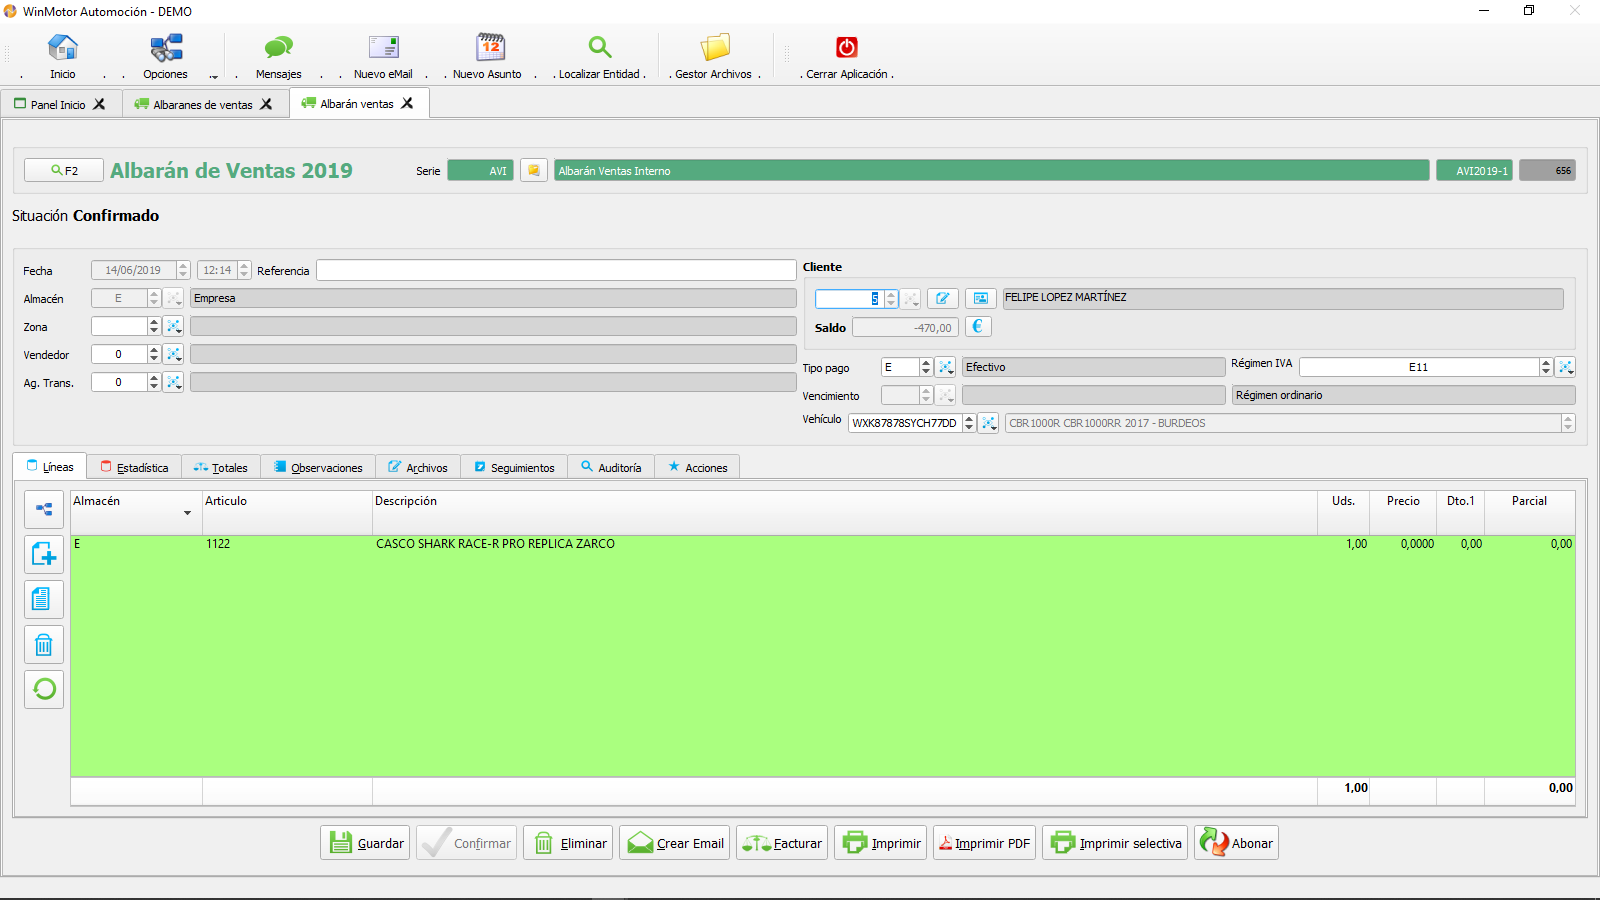 WinMotor Automoción - DEMO
Inicio
Opciones
Mensajes
Nuevo eMail
Nuevo Asunto
Localizar Entidad
Gestor Archivos
Cerrar Aplicación
12
Panel Inicio
Albaranes de ventas
Albarán ventas
F2
Albarán de Ventas 2019
Serie
AVI
Albarán Ventas Interno
AVI2019-1
656
Situación Confirmado
Fecha
14/06/2019
12:14
Referencia
Almacén
E
Empresa
Zona
Vendedor
0
Ag. Trans.
0
Cliente
5
FELIPE LOPEZ MARTÍNEZ
Saldo
-470,00
€
Tipo pago
E
Efectivo
Régimen IVA
E11
Vencimiento
Régimen ordinario
Vehículo
WXK87878SYCH77DD
CBR1000R CBR1000RR 2017 - BURDEOS
Líneas
Estadística
Totales
Observaciones
Archivos
Seguimientos
Auditoría
Acciones
Almacén
Articulo
Descripción
Uds.
Precio
Dto.1
Parcial
E
1122
CASCO SHARK RACE-R PRO REPLICA ZARCO
1,00
0,0000
0,00
0,00
1,00
0,00
Guardar
Confirmar
Eliminar
Crear Email
Facturar
Imprimir
Imprimir PDF
Imprimir selectiva
Abonar